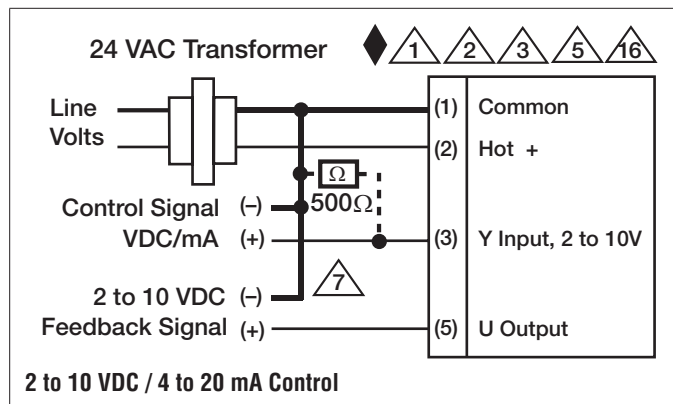 24 VAC Transformer 1 2 3 5 16
Line
Volts
(1) Common
(2) Hot +
Ω
500Ω
Control Signal (–)
VDC/mA (+)
(3) Y Input, 2 to 10V
7
2 to 10 VDC (–)
Feedback Signal (+)
(5) U Output
2 to 10 VDC / 4 to 20 mA Control